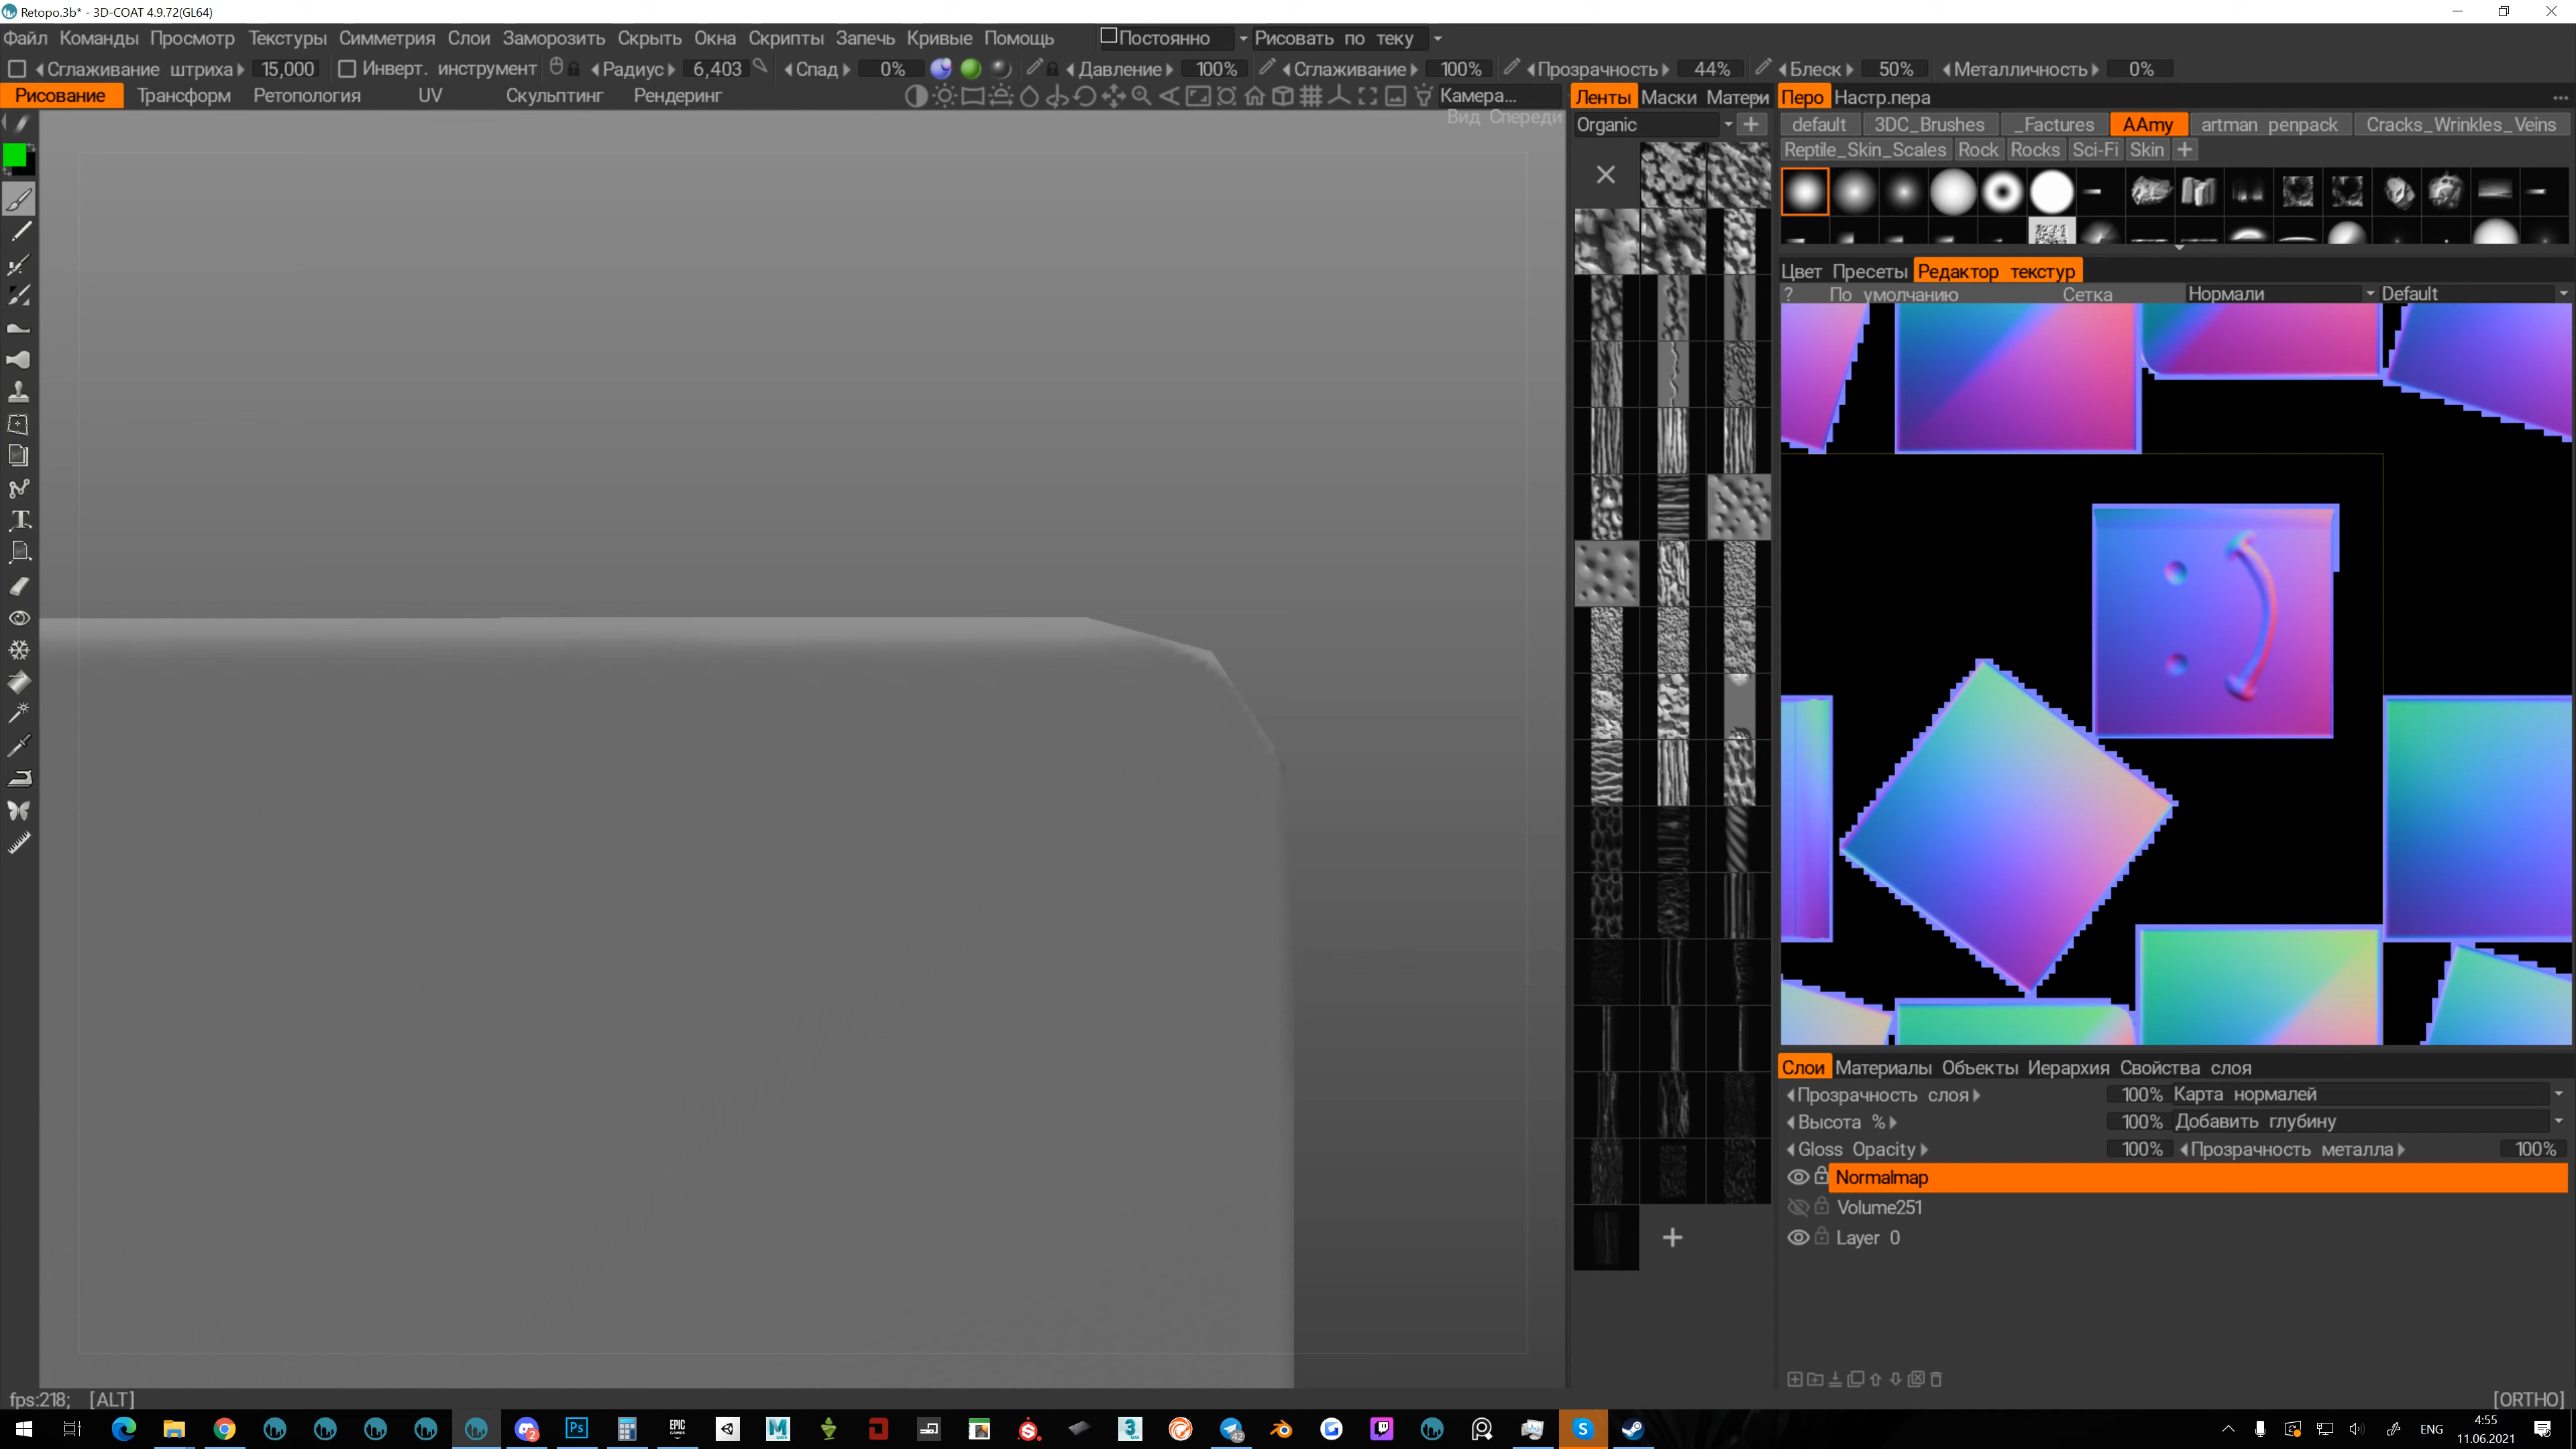 Retopo.3b* - 3D-COAT 4.9.72(GL64)
Файл Команды Просмотр Текстуры Симметрия Слои Заморозить Скрыть Окна Скрипты Запечь Кривые Помощь Постоянно Рисовать по теку
Сглаживание штриха 15,000 Инверт. инструмент Радиус 6,403 Спад 0% Давление 100% Сглаживание 100% Прозрачность 44% Блеск 50% Металличность 0%
Рисование Трансформ Ретопология UV Скульптинг Рендеринг Камера... Ленты Маски Матери Перо Настр.пера
Вид Спереди
Organic
default 3DC_Brushes _Factures AAmy artman penpack Cracks_Wrinkles_Veins
Reptile_Skin_Scales Rock Rocks Sci-Fi Skin +
Цвет Пресеты Редактор текстур
? По умолчанию Сетка Нормали Default
Слои Материалы Объекты Иерархия Свойства слоя
Прозрачность слоя 100% Карта нормалей
Высота % 100% Добавить глубину
Gloss Opacity 100% Прозрачность металла 100%
Normalmap
Volume251
Layer 0
fps:218; [ALT]
[ORTHO]
Ps
EPIC GAMES
M
3
42
2
S
ENG
4:55
11.06.2021